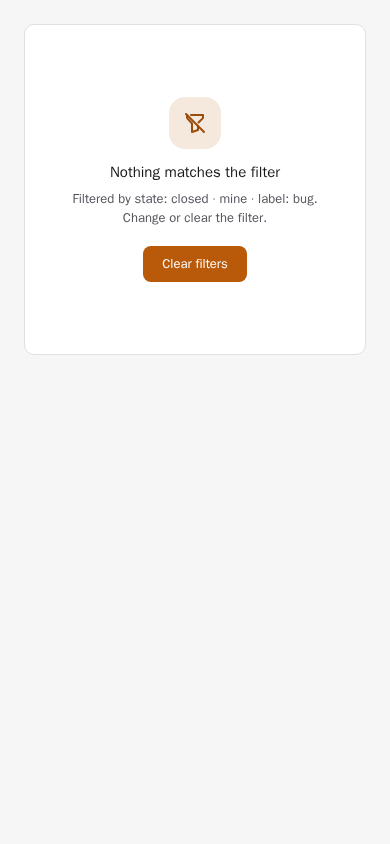 Nothing matches the filter
Filtered by state: closed · mine · label: bug.
Change or clear the filter.
Clear filters